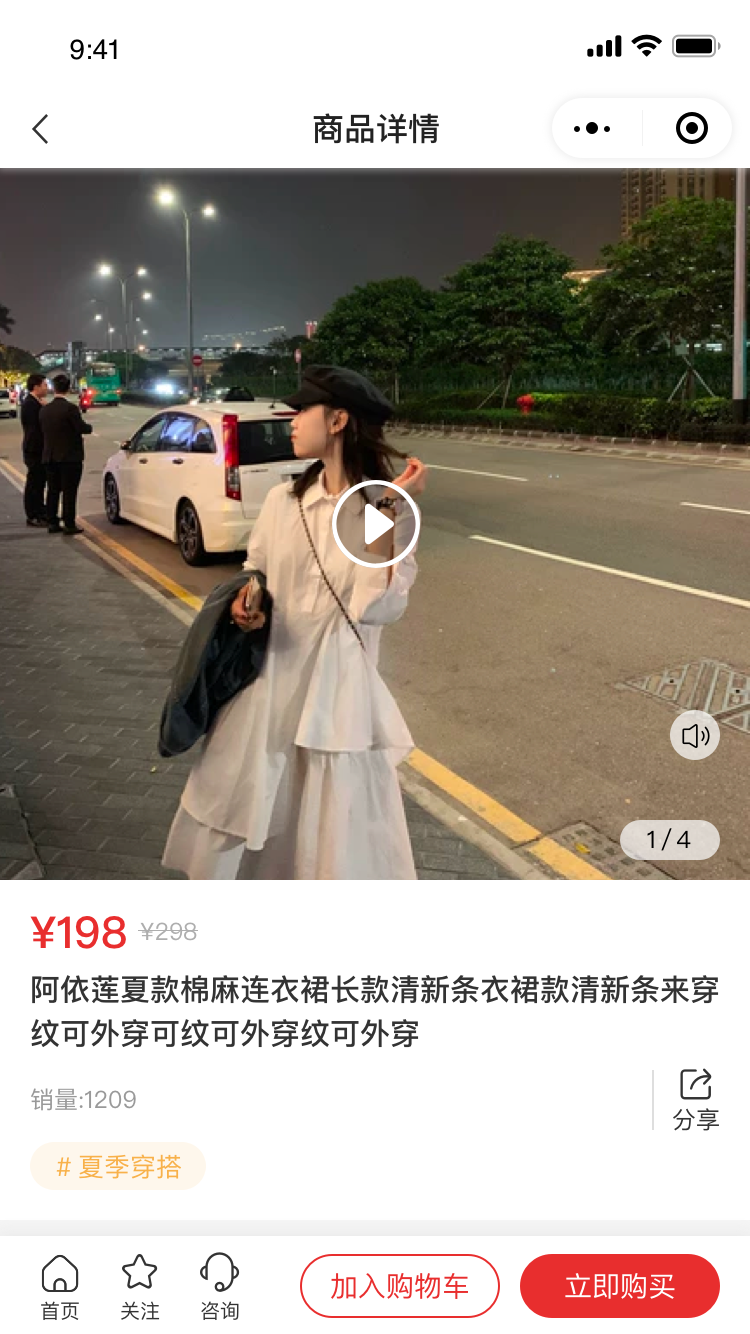 9:41
商品详情
1/4
¥198 ¥298
阿依莲夏款棉麻连衣裙长款清新条衣裙款清新条来穿
纹可外穿可纹可外穿纹可外穿
销量:1209
分享
# 夏季穿搭
首页 关注 咨询 加入购物车 立即购买